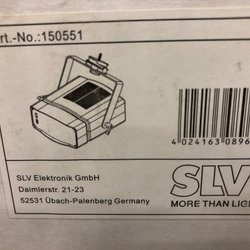 rt.-No.:150551
4 024163 0896
SLV Elektronik GmbH
Daimlerstr. 21-23
52531 Übach-Palenberg Germany
SLV
MORE THAN LIG